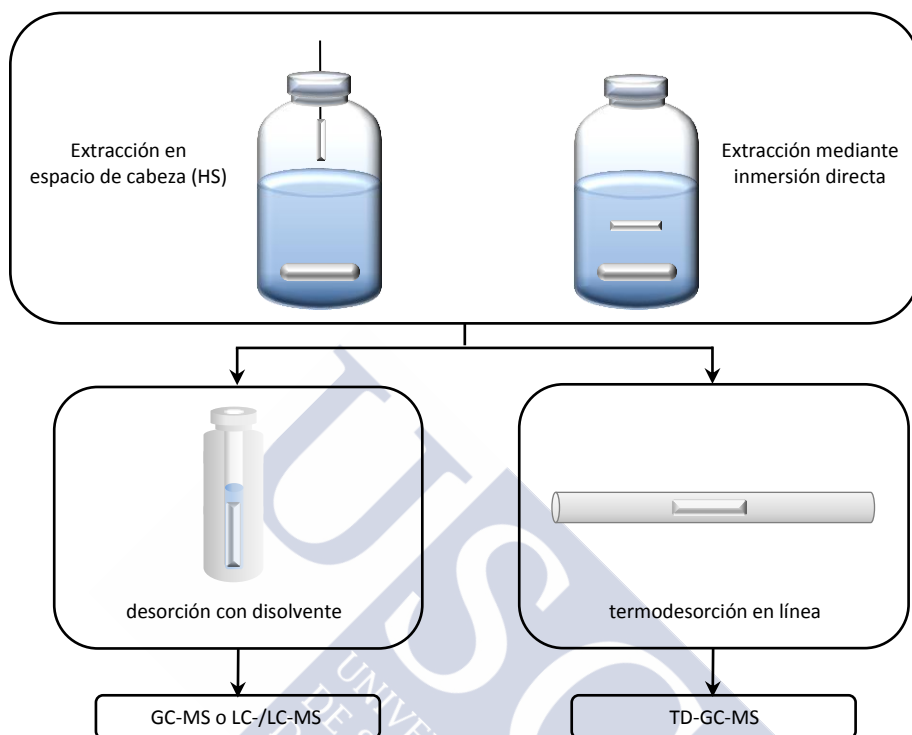 Extracción en
espacio de cabeza (HS)
Extracción mediante
inmersión directa
desorción con disolvente
termodesorción en línea
GC-MS o LC-/LC-MS
TD-GC-MS
USC